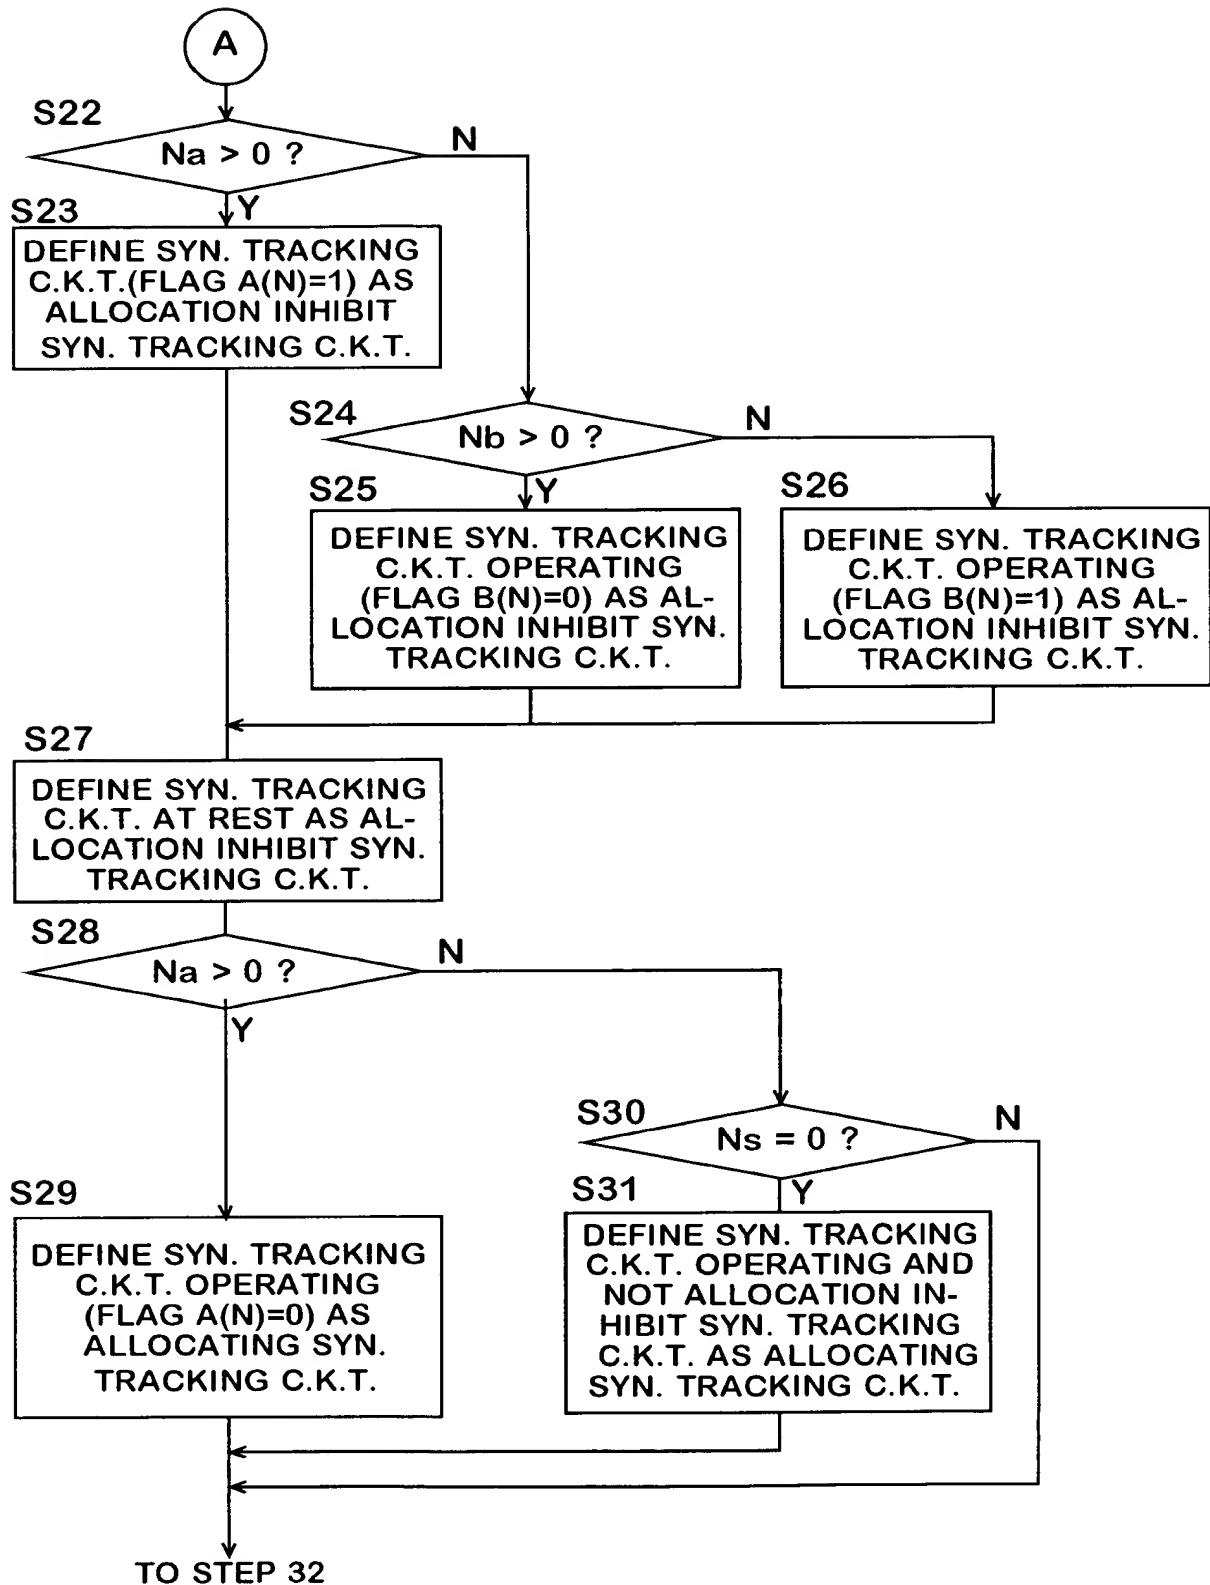 A
S22
Na > 0 ?
N
Y
S23
DEFINE SYN. TRACKING
C.K.T.(FLAG A(N)=1) AS
ALLOCATION INHIBIT
SYN. TRACKING C.K.T.
S24
Nb > 0 ?
N
Y
S25
DEFINE SYN. TRACKING
C.K.T. OPERATING
(FLAG B(N)=0) AS AL-
LOCATION INHIBIT SYN.
TRACKING C.K.T.
S26
DEFINE SYN. TRACKING
C.K.T. OPERATING
(FLAG B(N)=1) AS AL-
LOCATION INHIBIT SYN.
TRACKING C.K.T.
S27
DEFINE SYN. TRACKING
C.K.T. AT REST AS AL-
LOCATION INHIBIT SYN.
TRACKING C.K.T.
S28
Na > 0 ?
N
Y
S30
Ns = 0 ?
N
Y
S29
DEFINE SYN. TRACKING
C.K.T. OPERATING
(FLAG A(N)=0) AS
ALLOCATING SYN.
TRACKING C.K.T.
S31
DEFINE SYN. TRACKING
C.K.T. OPERATING AND
NOT ALLOCATION IN-
HIBIT SYN. TRACKING
C.K.T. AS ALLOCATING
SYN. TRACKING C.K.T.
TO STEP 32